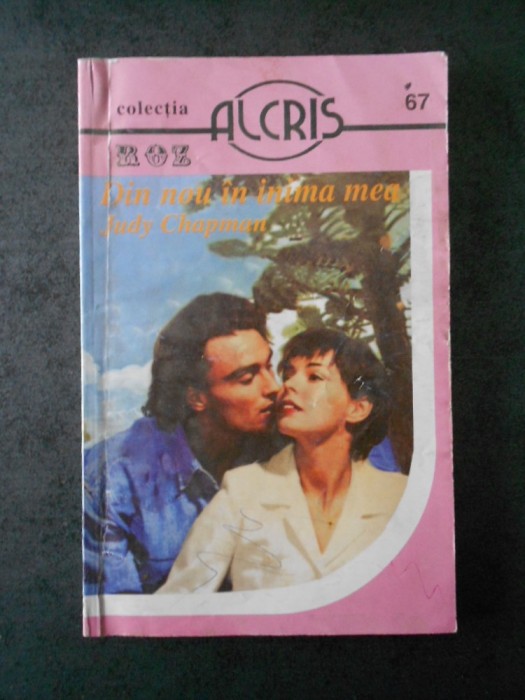 colecția
ALCRIS
67
ROZ
Din nou în inima mea
Judy Chapman